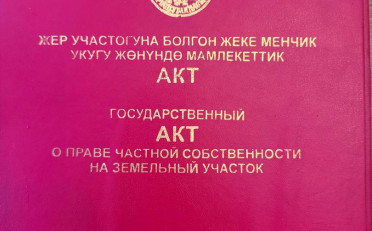 ЖЕР УЧАСТОГУНА БОЛГОН ЖЕКЕ МЕНЧИК
УКУГУ ЖӨНҮНДӨ МАМЛЕКЕТТИК
АКТ
ГОСУДАРСТВЕННЫЙ
АКТ
О ПРАВЕ ЧАСТНОЙ СОБСТВЕННОСТИ
НА ЗЕМЕЛЬНЫЙ УЧАСТОК